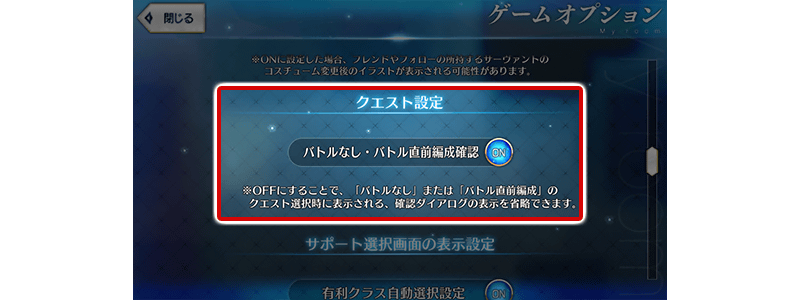 閉じる
ゲームオプション
My room
※ONに設定した場合、フレンドやフォローの所持するサーヴァントの
コスチューム変更後のイラストが表示される可能性があります。
クエスト設定
バトルなし・バトル直前編成確認 ON
※OFFにすることで、「バトルなし」または「バトル直前編成」の
クエスト選択時に表示される、確認ダイアログの表示を省略できます。
サポート選択画面の表示設定
有利クラス自動選択設定 ON